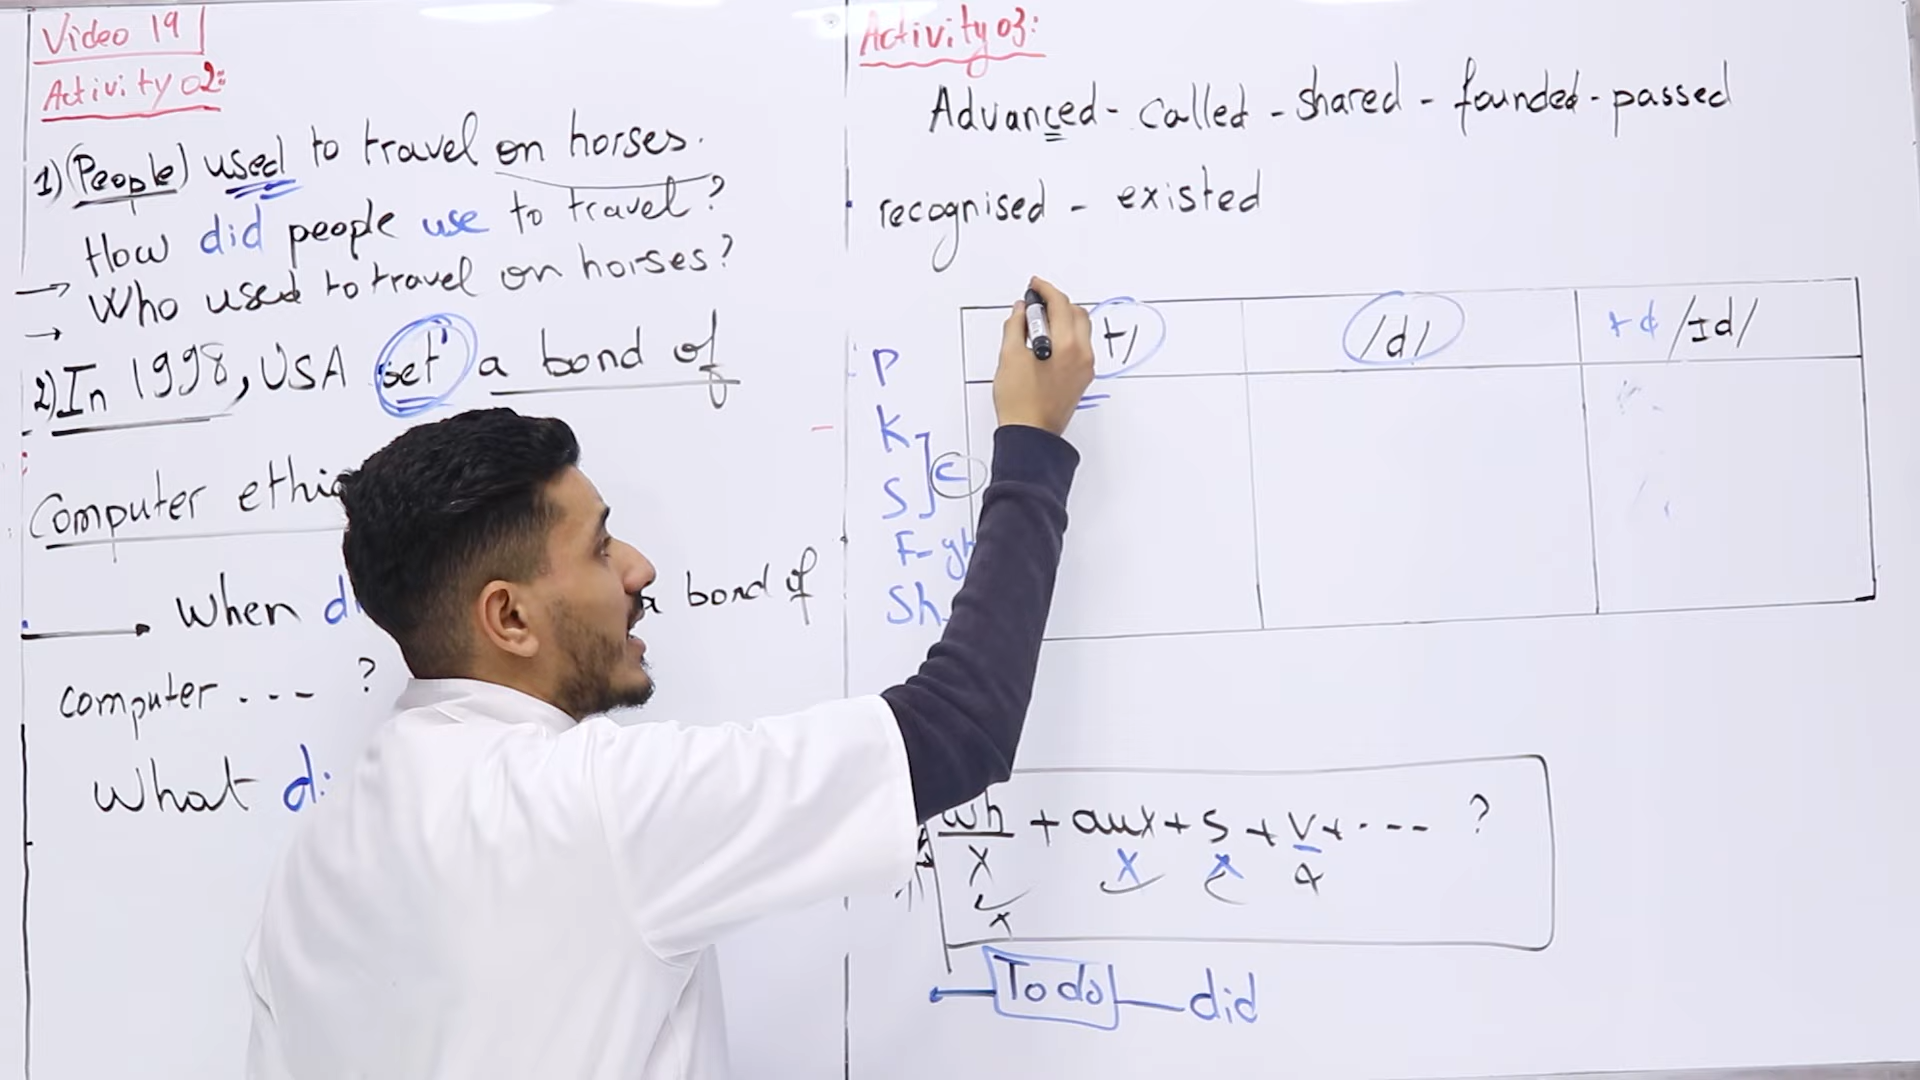 Video 19
Activity 02:
1) (People) used to travel on horses.
How did people use to travel?
→ Who used to travel on horses?
→
2) In 1998, USA set a bond of
Computer ethi
When d a bond of
computer ... ?
What di
Activity 03:
Advanced - called - shared - founded - passed
recognised - existed
t/ /d/ t d /Id/
P
K
S
c
F - gh
Sh
wh + aux + S + V + .... ?
x x x
x
To do did